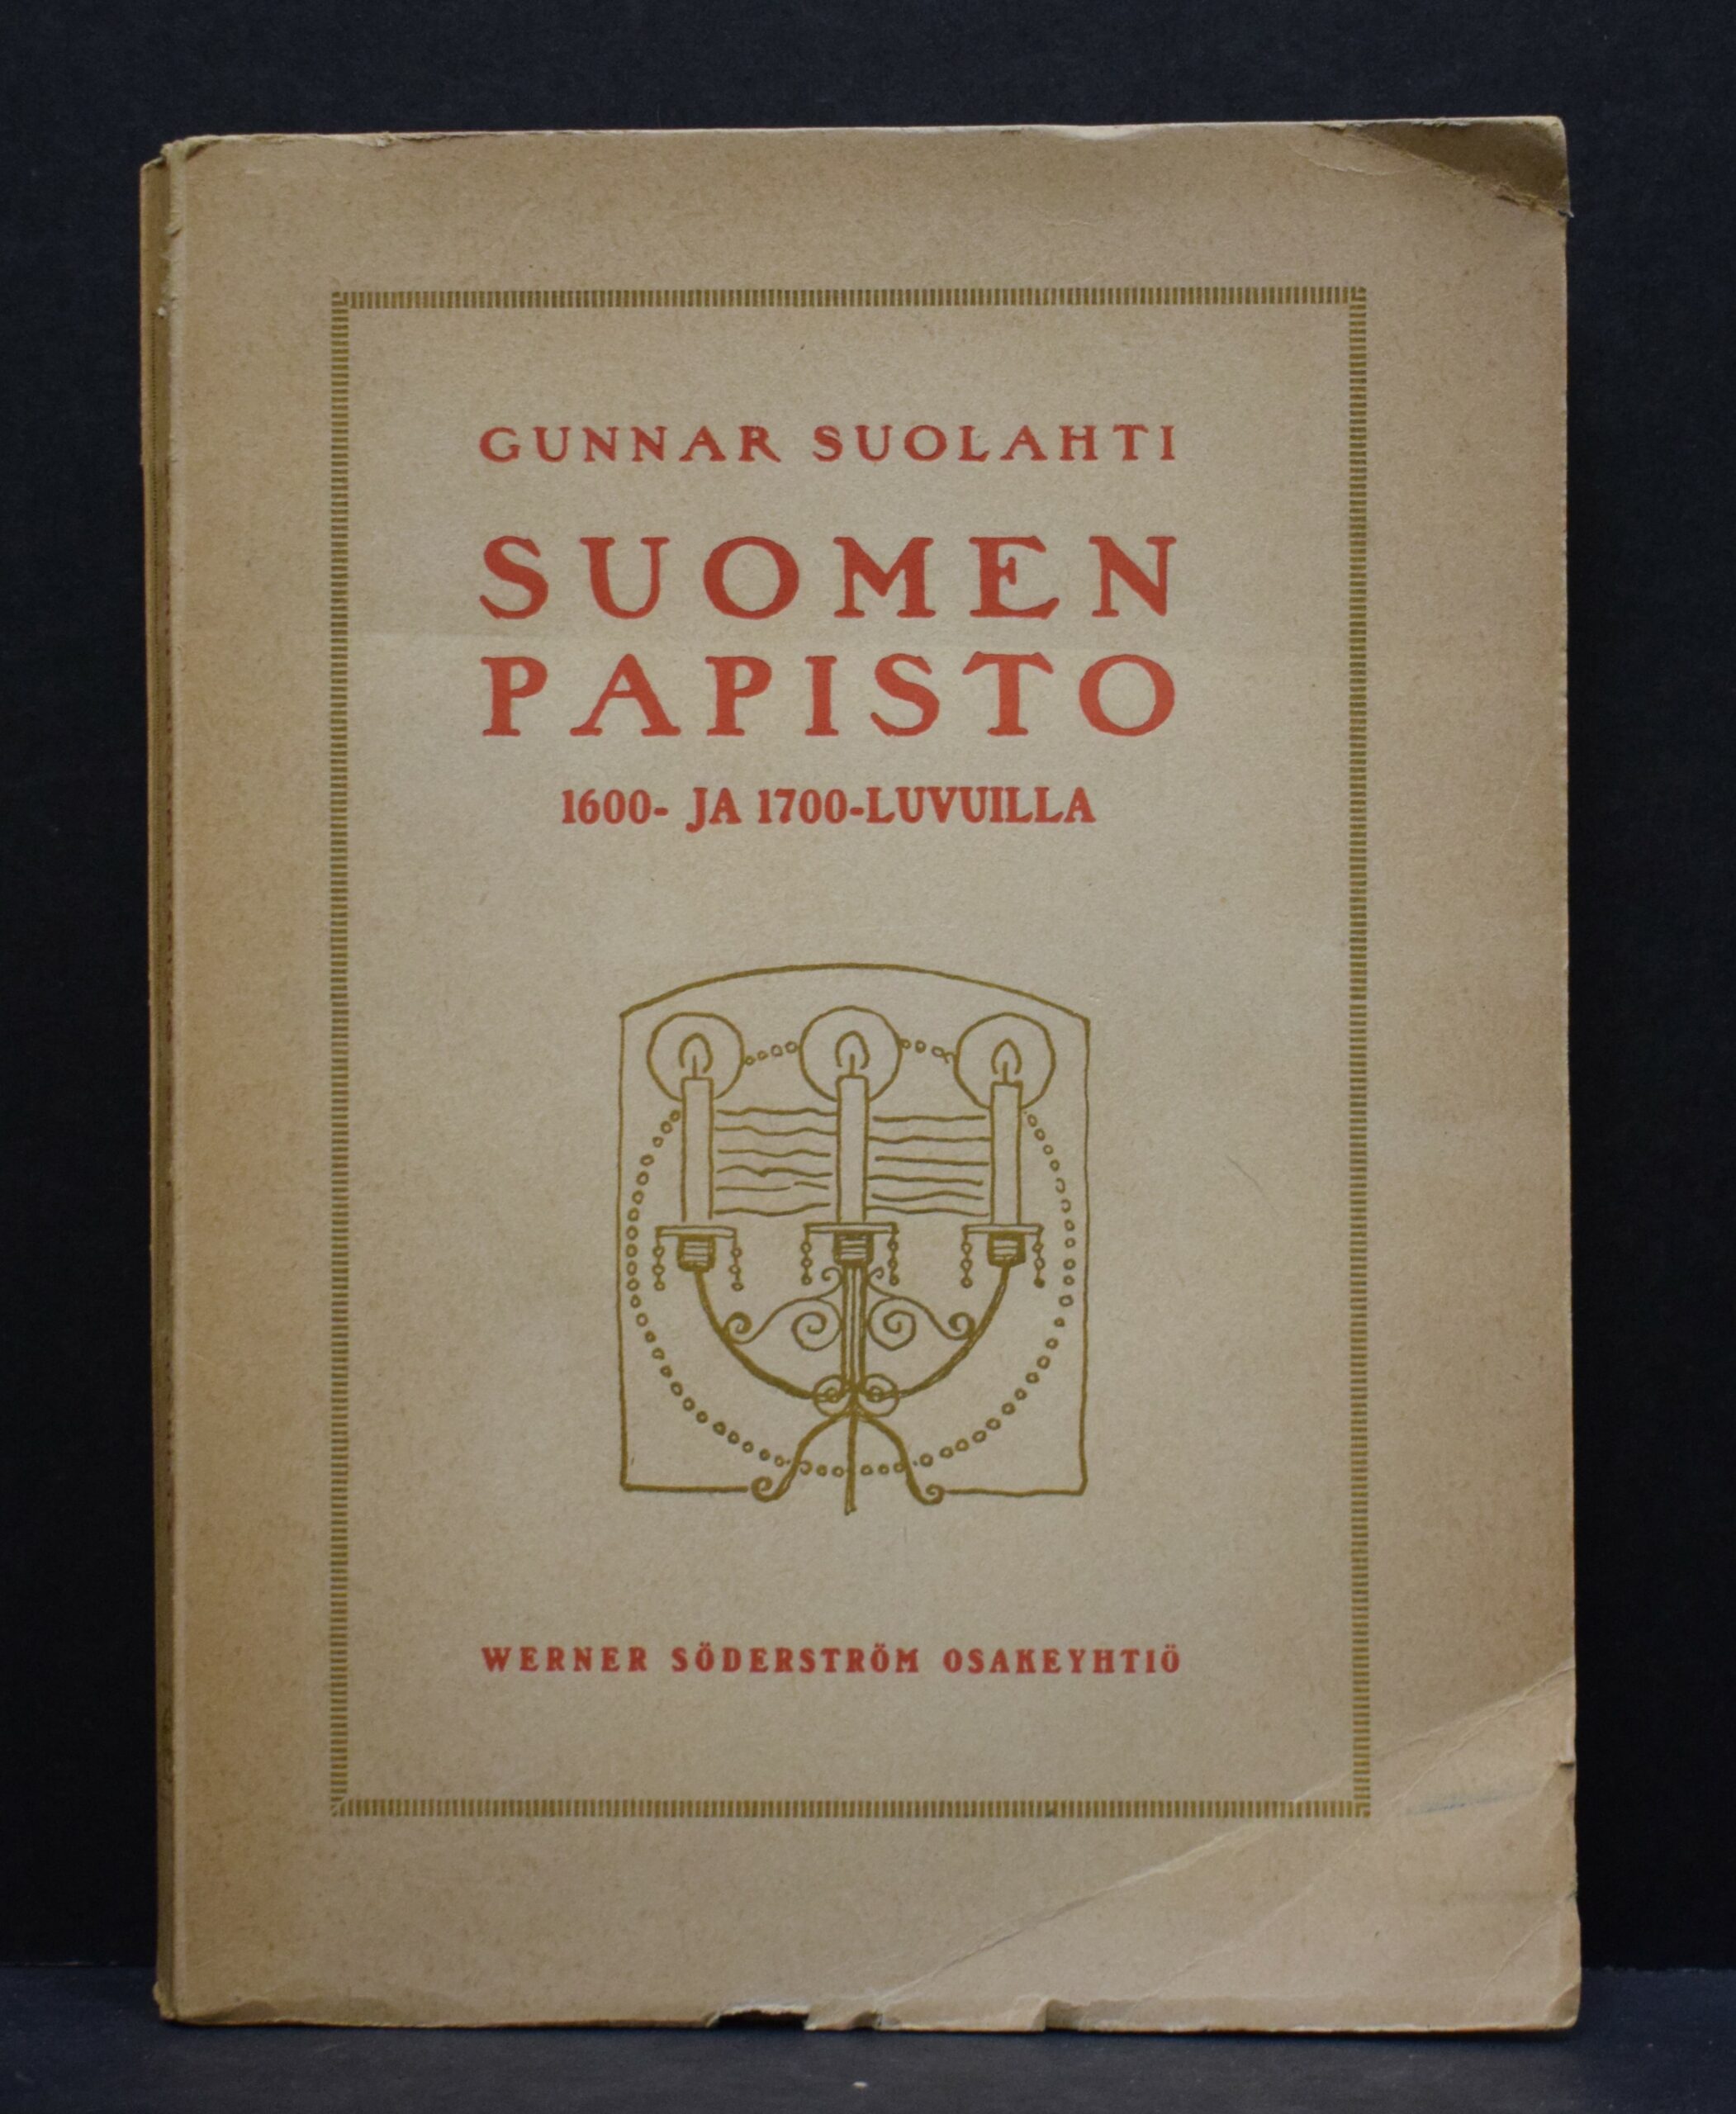 GUNNAR SUOLAHTI
SUOMEN
PAPISTO
1600- JA 1700-LUVUILLA
WERNER SÖDERSTRÖM OSAKEYHTIÖ